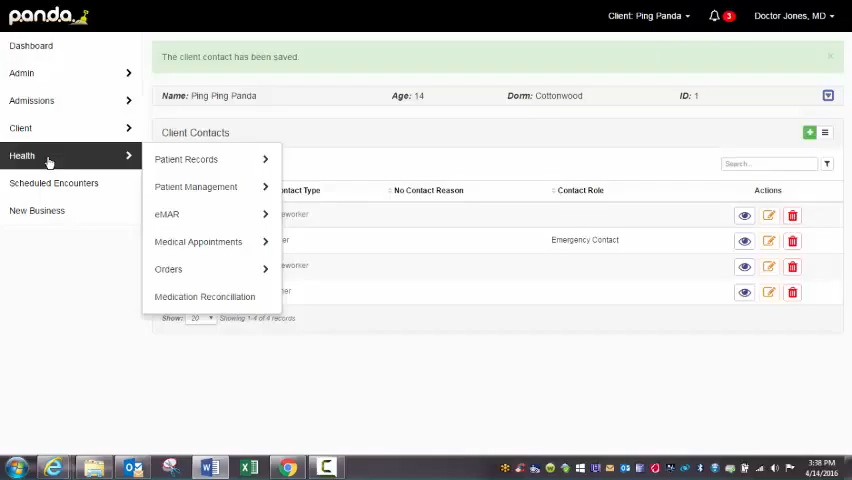 panda
Client: Ping Panda
3
Doctor Jones, MD
Dashboard
Admin
Admissions
Client
Health
Scheduled Encounters
New Business
The client contact has been saved.
×
Name: Ping Ping Panda
Age: 14
Dorm: Cottonwood
ID: 1
Client Contacts
Patient Records
Patient Management
eMAR
Medical Appointments
Orders
Medication Reconciliation
Search...
ontact Type
No Contact Reason
Contact Role
Actions
eworker
er
Emergency Contact
eworker
her
Show: 20
Showing 1-4 of 4 records
3:38 PM
4/14/2016